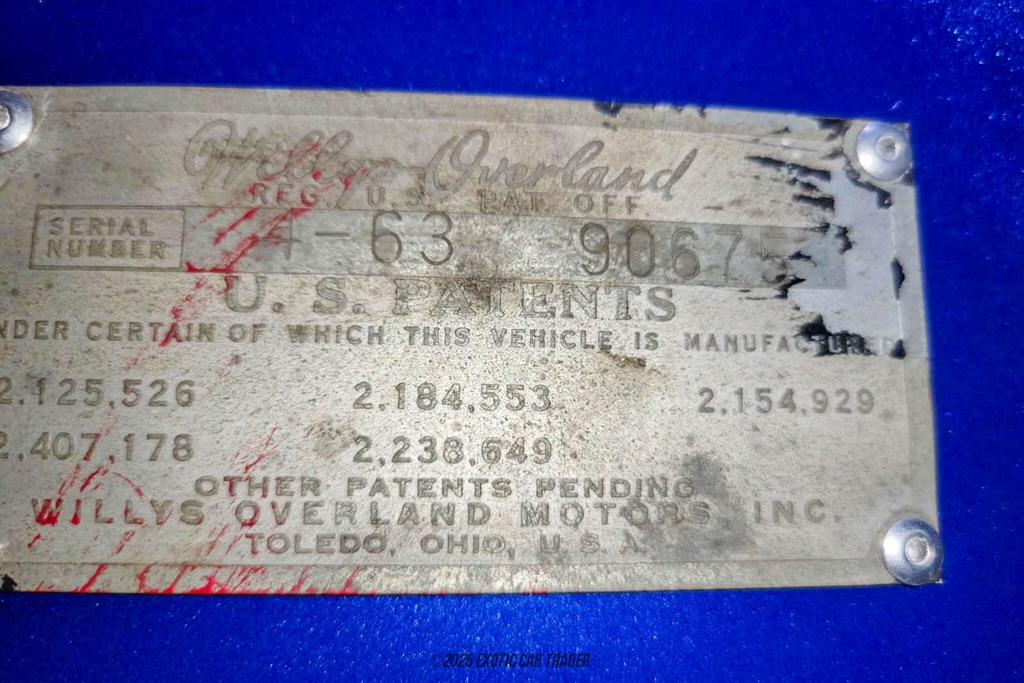 Willys-Overland
REG. U.S. PAT. OFF
SERIAL NUMBER 4-63 90675
U. S. PATENTS
NDER CERTAIN OF WHICH THIS VEHICLE IS MANUFACTURED
2,125,526 2,184,553 2,154,929
2,407,178 2,238,649
OTHER PATENTS PENDING
WILLYS OVERLAND MOTORS, INC.
TOLEDO, OHIO, U. S. A.
©2025 EXOTIC CAR TRADER